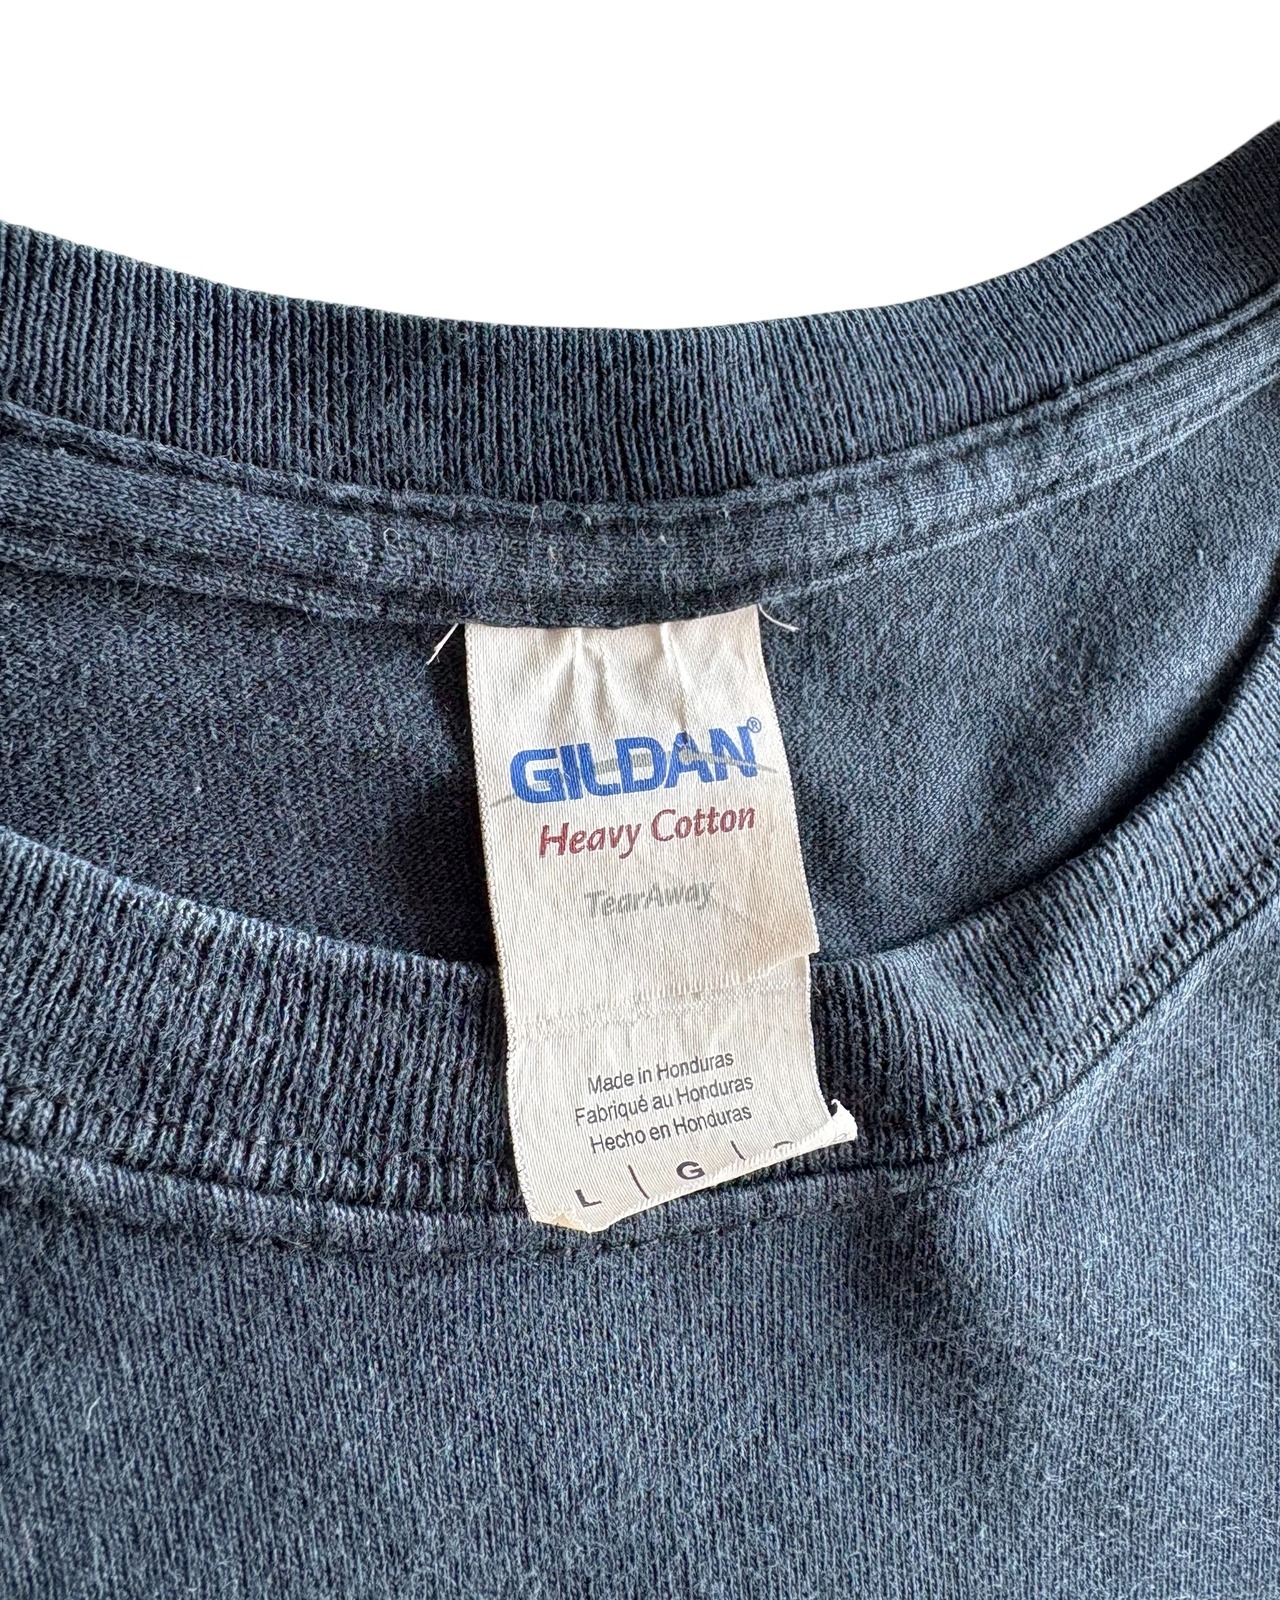 GILDAN®
Heavy Cotton
TearAway
Made in Honduras
Fabriqué au Honduras
Hecho en Honduras
L | G |